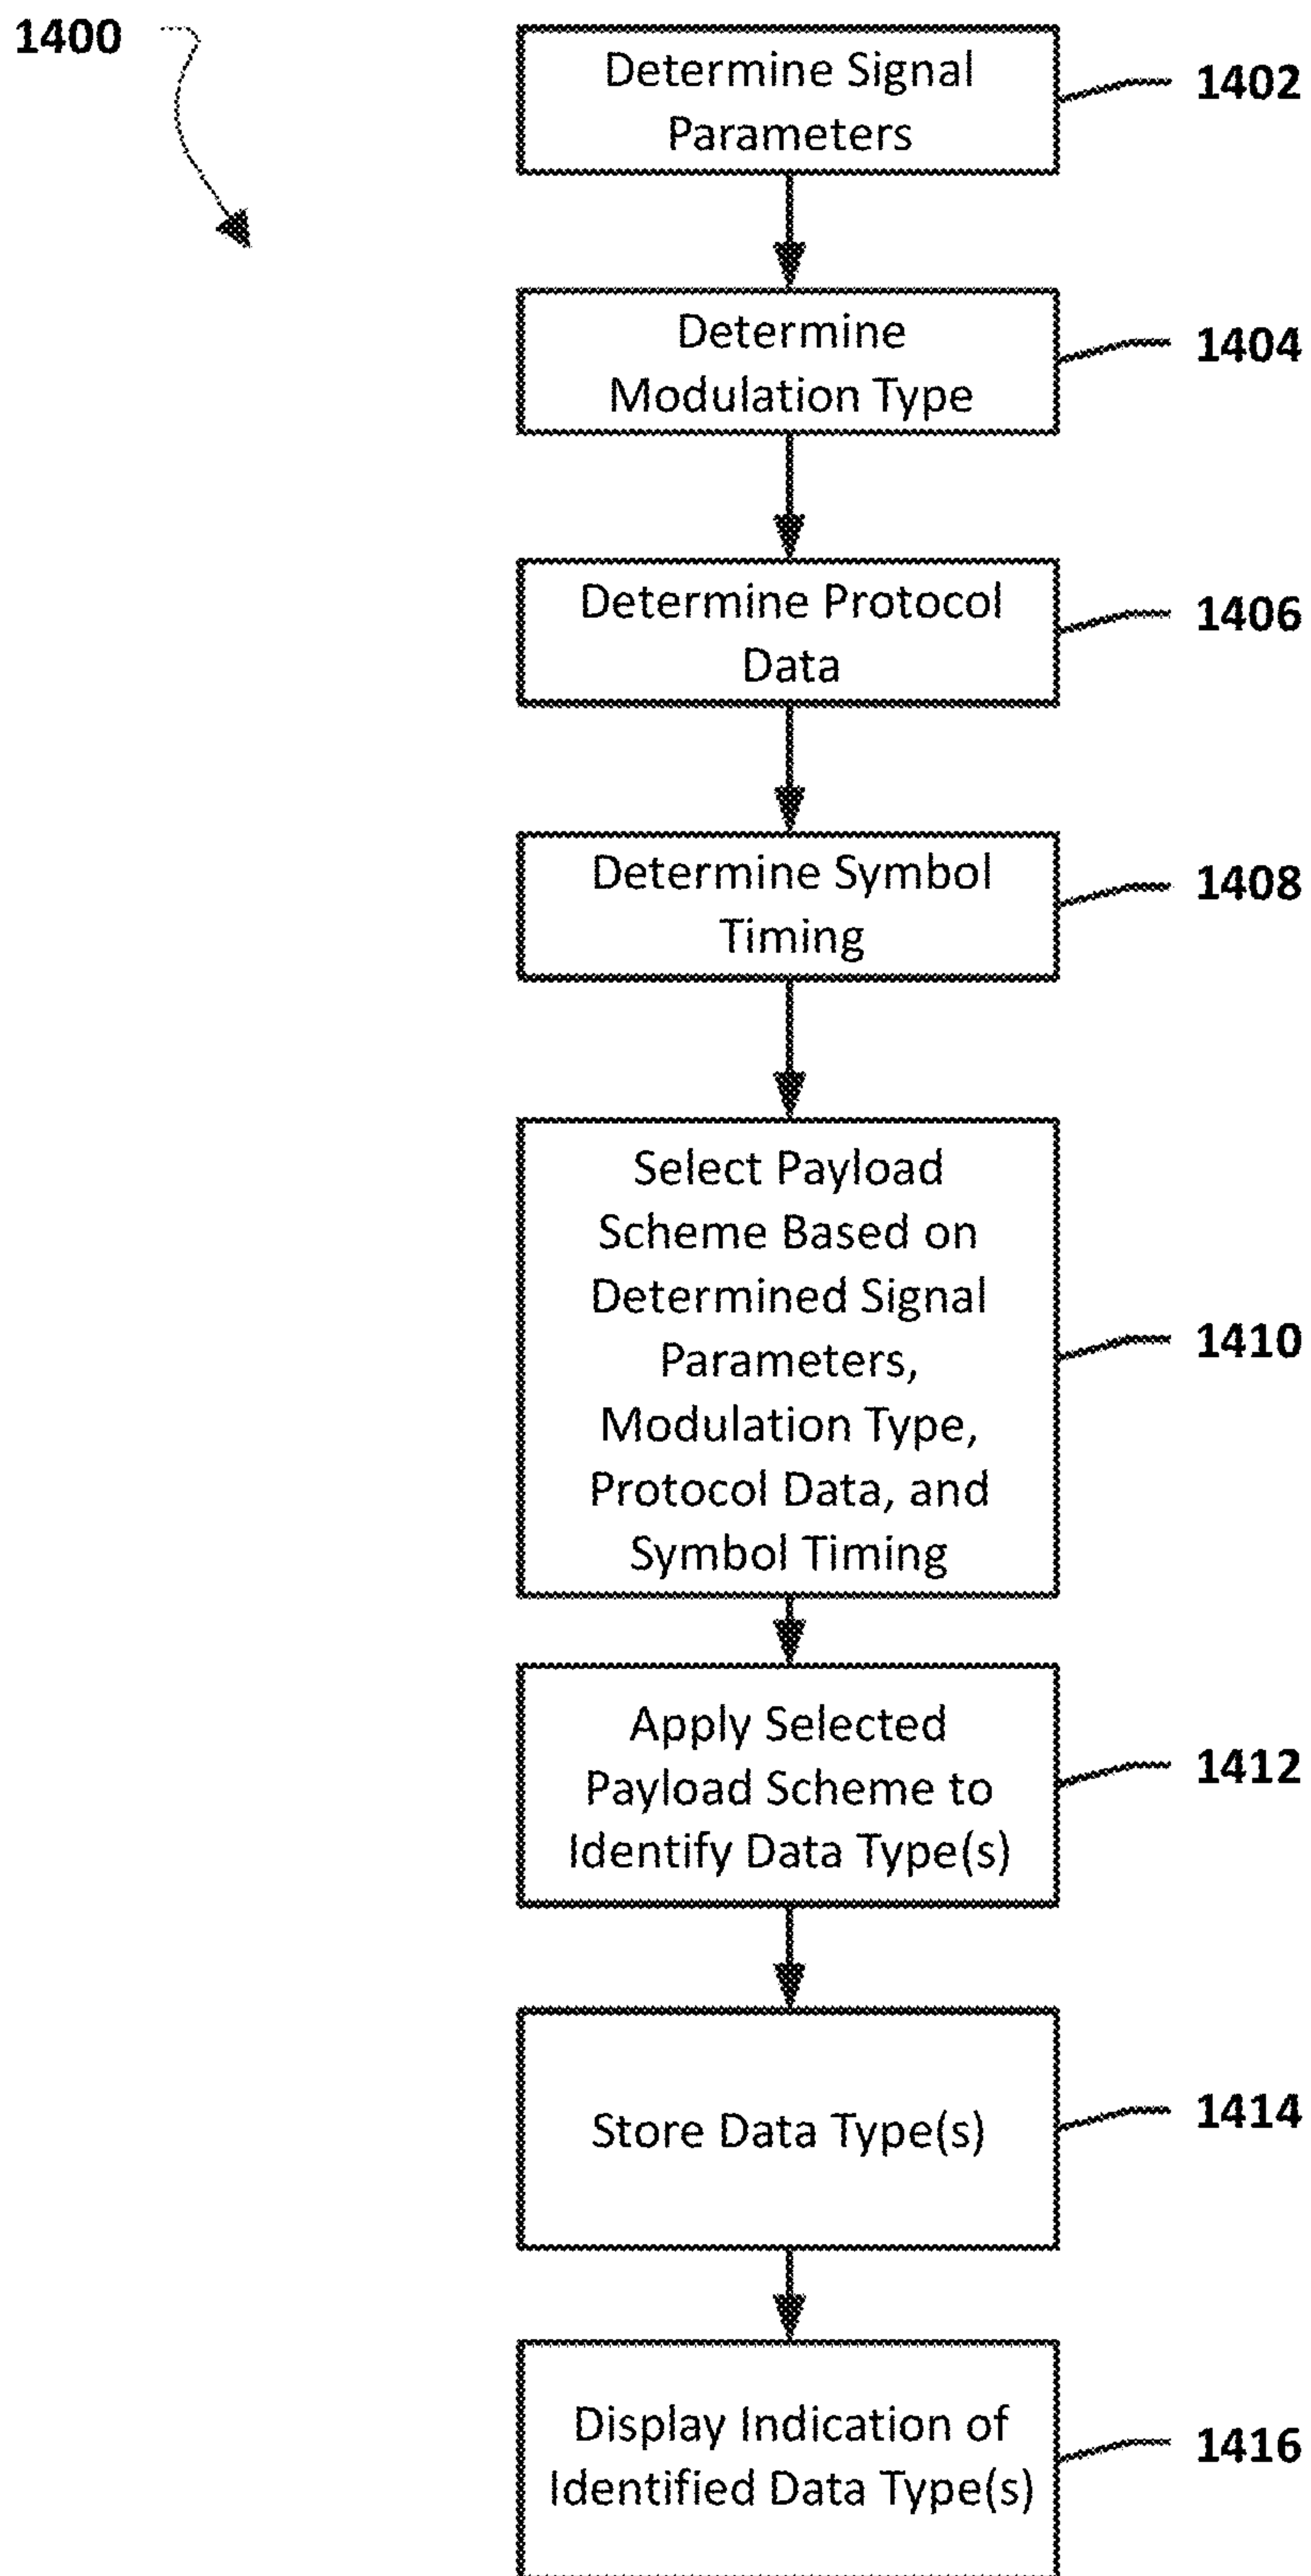 1400
Determine Signal
Parameters
1402
Determine
Modulation Type
1404
Determine Protocol
Data
1406
Determine Symbol
Timing
1408
Select Payload
Scheme Based on
Determined Signal
Parameters,
Modulation Type,
Protocol Data, and
Symbol Timing
1410
Apply Selected
Payload Scheme to
Identify Data Type(s)
1412
Store Data Type(s)
1414
Display Indication of
Identified Data Type(s)
1416